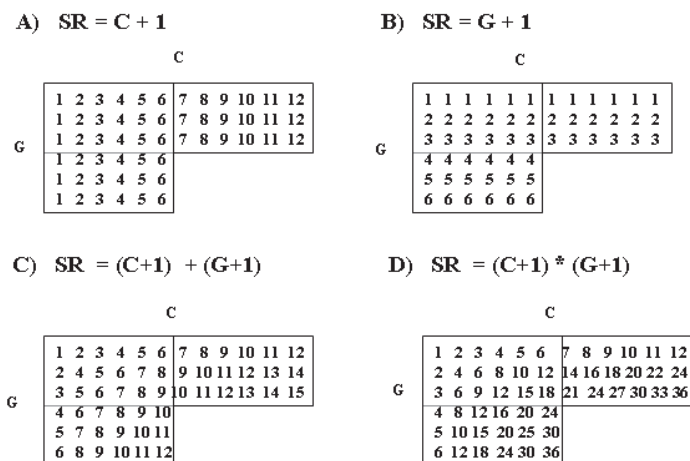 A) SR = C + 1
C
1 2 3 4 5 6 7 8 9 10 11 12
1 2 3 4 5 6 7 8 9 10 11 12
1 2 3 4 5 6 7 8 9 10 11 12
G
1 2 3 4 5 6
1 2 3 4 5 6
1 2 3 4 5 6
B) SR = G + 1
C
1 1 1 1 1 1 1 1 1 1 1 1
2 2 2 2 2 2 2 2 2 2 2 2
3 3 3 3 3 3 3 3 3 3 3 3
G
4 4 4 4 4 4
5 5 5 5 5 5
6 6 6 6 6 6
C) SR = (C+1) + (G+1)
C
1 2 3 4 5 6 7 8 9 10 11 12
2 4 5 6 7 8 9 10 11 12 13 14
3 5 6 7 8 9 10 11 12 13 14 15
G
4 6 7 8 9 10
5 7 8 9 10 11
6 8 9 10 11 12
D) SR = (C+1) * (G+1)
C
1 2 3 4 5 6 7 8 9 10 11 12
2 4 6 8 10 12 14 16 18 20 22 24
3 6 9 12 15 18 21 24 27 30 33 36
G
4 8 12 16 20 24
5 10 15 20 25 30
6 12 18 24 30 36